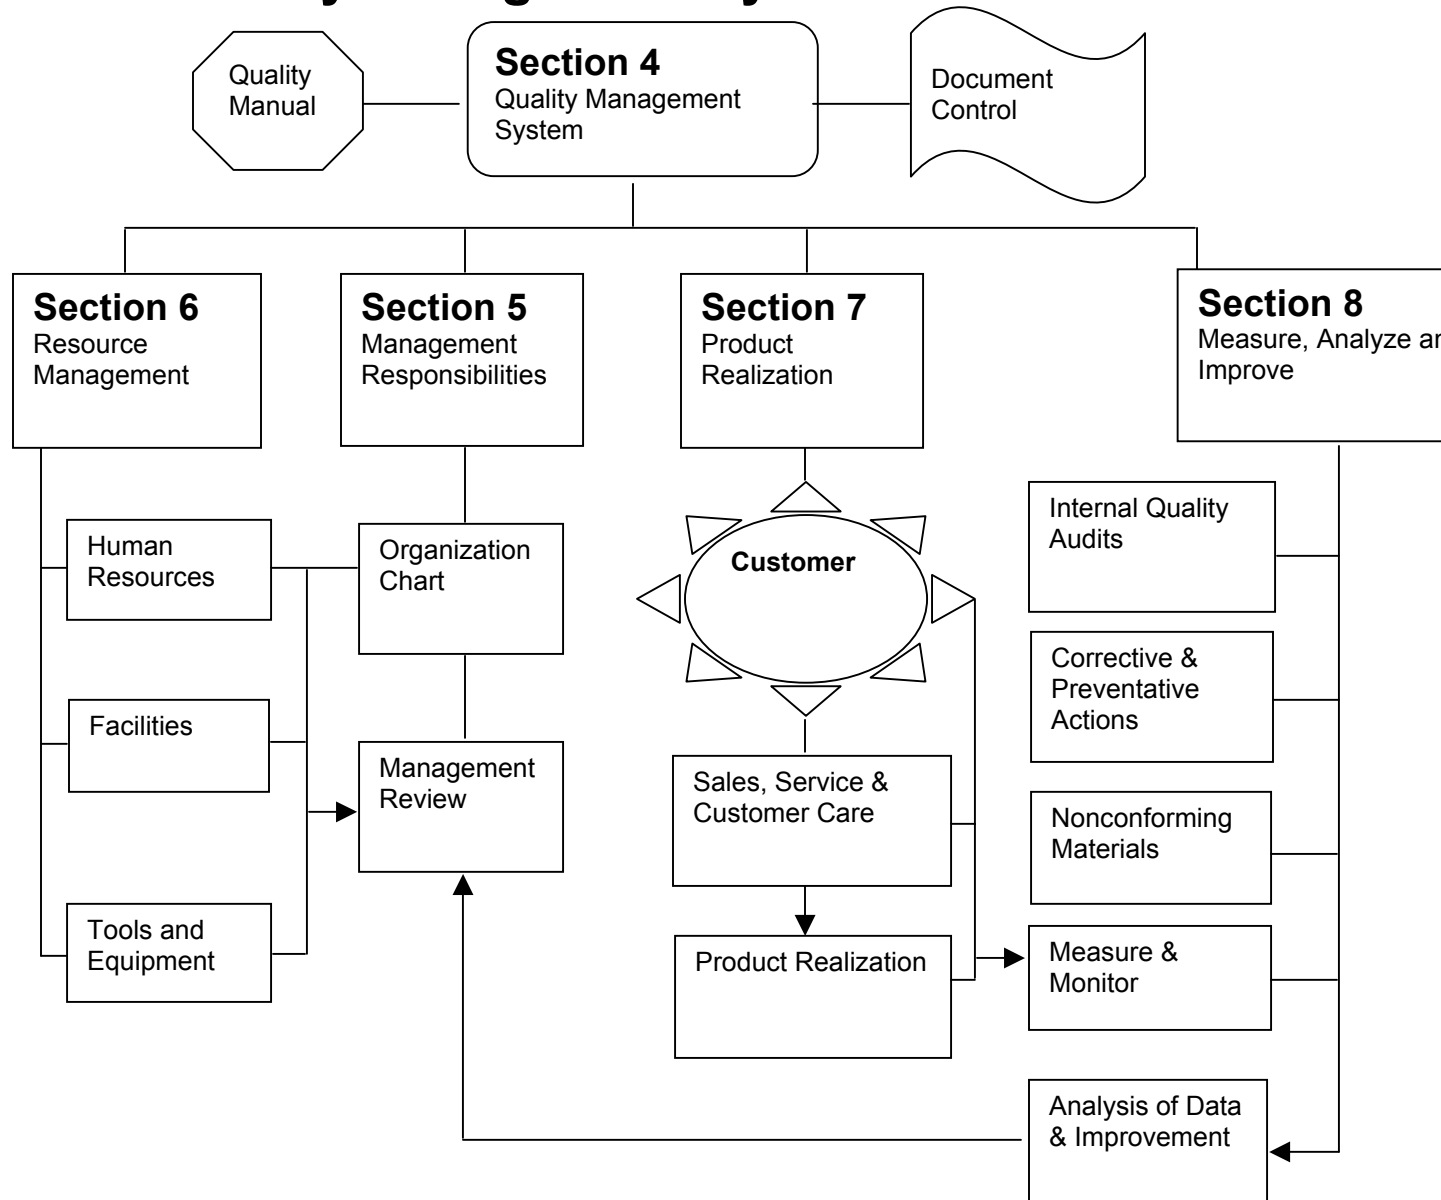 Quality
Manual
Section 4
Quality Management
System
Document
Control
Section 6
Resource
Management
Section 5
Management
Responsibilities
Section 7
Product
Realization
Section 8
Measure, Analyze
Improve
Human
Resources
Organization
Chart
Customer
Internal Quality
Audits
Facilities
Management
Review
Sales, Service &
Customer Care
Corrective &
Preventative
Actions
Nonconforming
Materials
Tools and
Equipment
Product Realization
Measure &
Monitor
Analysis of Data
& Improvement